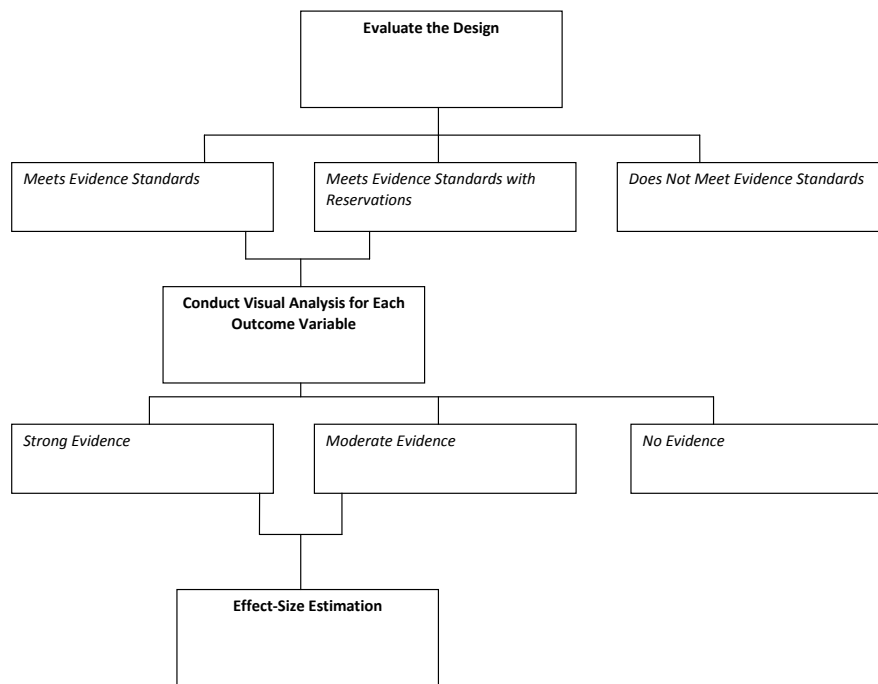 Evaluate the Design
Meets Evidence Standards
Meets Evidence Standards with
Reservations
Does Not Meet Evidence Standards
Conduct Visual Analysis for Each
Outcome Variable
Strong Evidence
Moderate Evidence
No Evidence
Effect-Size Estimation